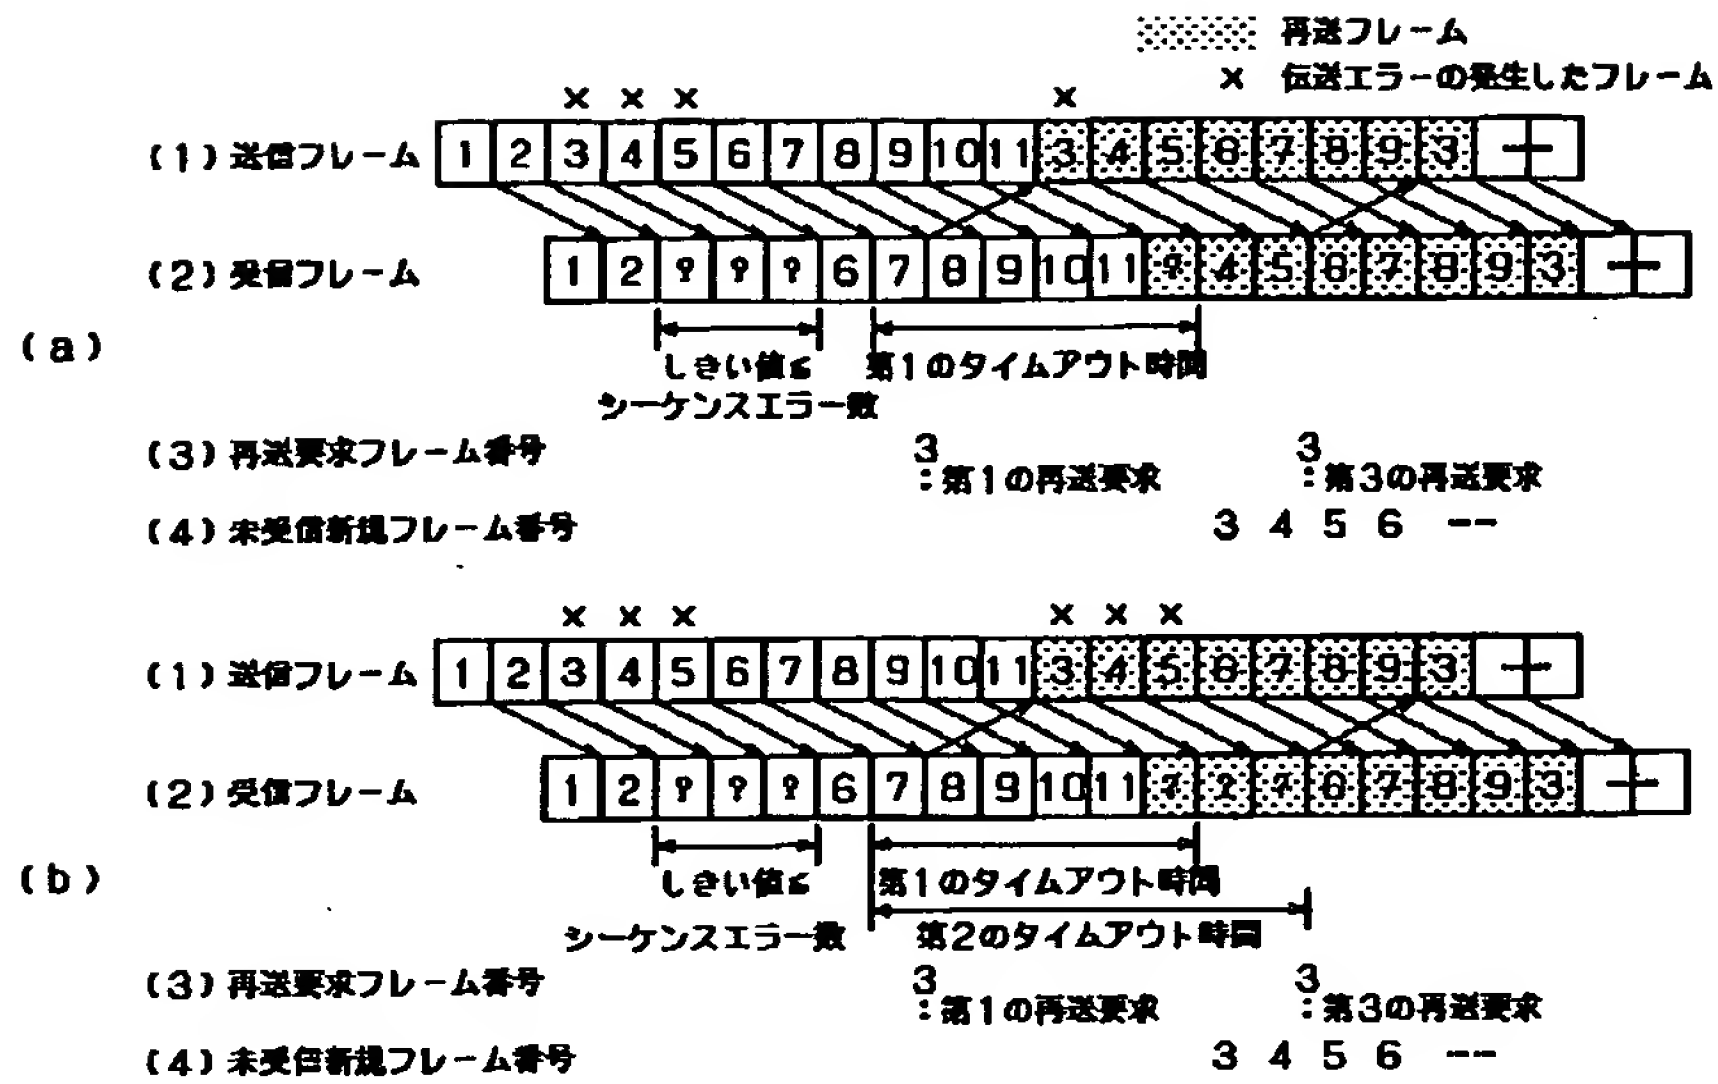 再送フレーム
× 伝送エラーの発生したフレーム
× × × ×
(1) 送信フレーム 1 2 3 4 5 6 7 8 9 10 11 3 4 5 6 7 8 9 3 —
(2) 受信フレーム 1 2 ? ? ? 6 7 8 9 10 11 ? 4 5 6 7 8 9 3 —
(a)
しきい値≦ 第1のタイムアウト時間
シーケンスエラー数
(3) 再送要求フレーム番号 3 3
:第1の再送要求 :第3の再送要求
(4) 未受信新規フレーム番号 3 4 5 6 --
× × × × × ×
(1) 送信フレーム 1 2 3 4 5 6 7 8 9 10 11 3 4 5 6 7 8 9 3 —
(2) 受信フレーム 1 2 ? ? ? 6 7 8 9 10 11 ? ? ? 6 7 8 9 3 —
(b)
しきい値≦ 第1のタイムアウト時間
シーケンスエラー数 第2のタイムアウト時間
(3) 再送要求フレーム番号 3 3
:第1の再送要求 :第3の再送要求
(4) 未受信新規フレーム番号 3 4 5 6 --